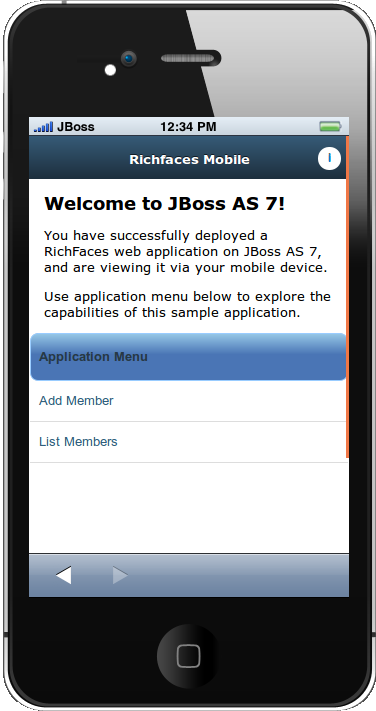 JBoss 12:34 PM
Richfaces Mobile I
Welcome to JBoss AS 7!
You have successfully deployed a
RichFaces web application on JBoss AS 7,
and are viewing it via your mobile device.
Use application menu below to explore the
capabilities of this sample application.
Application Menu
Add Member
List Members